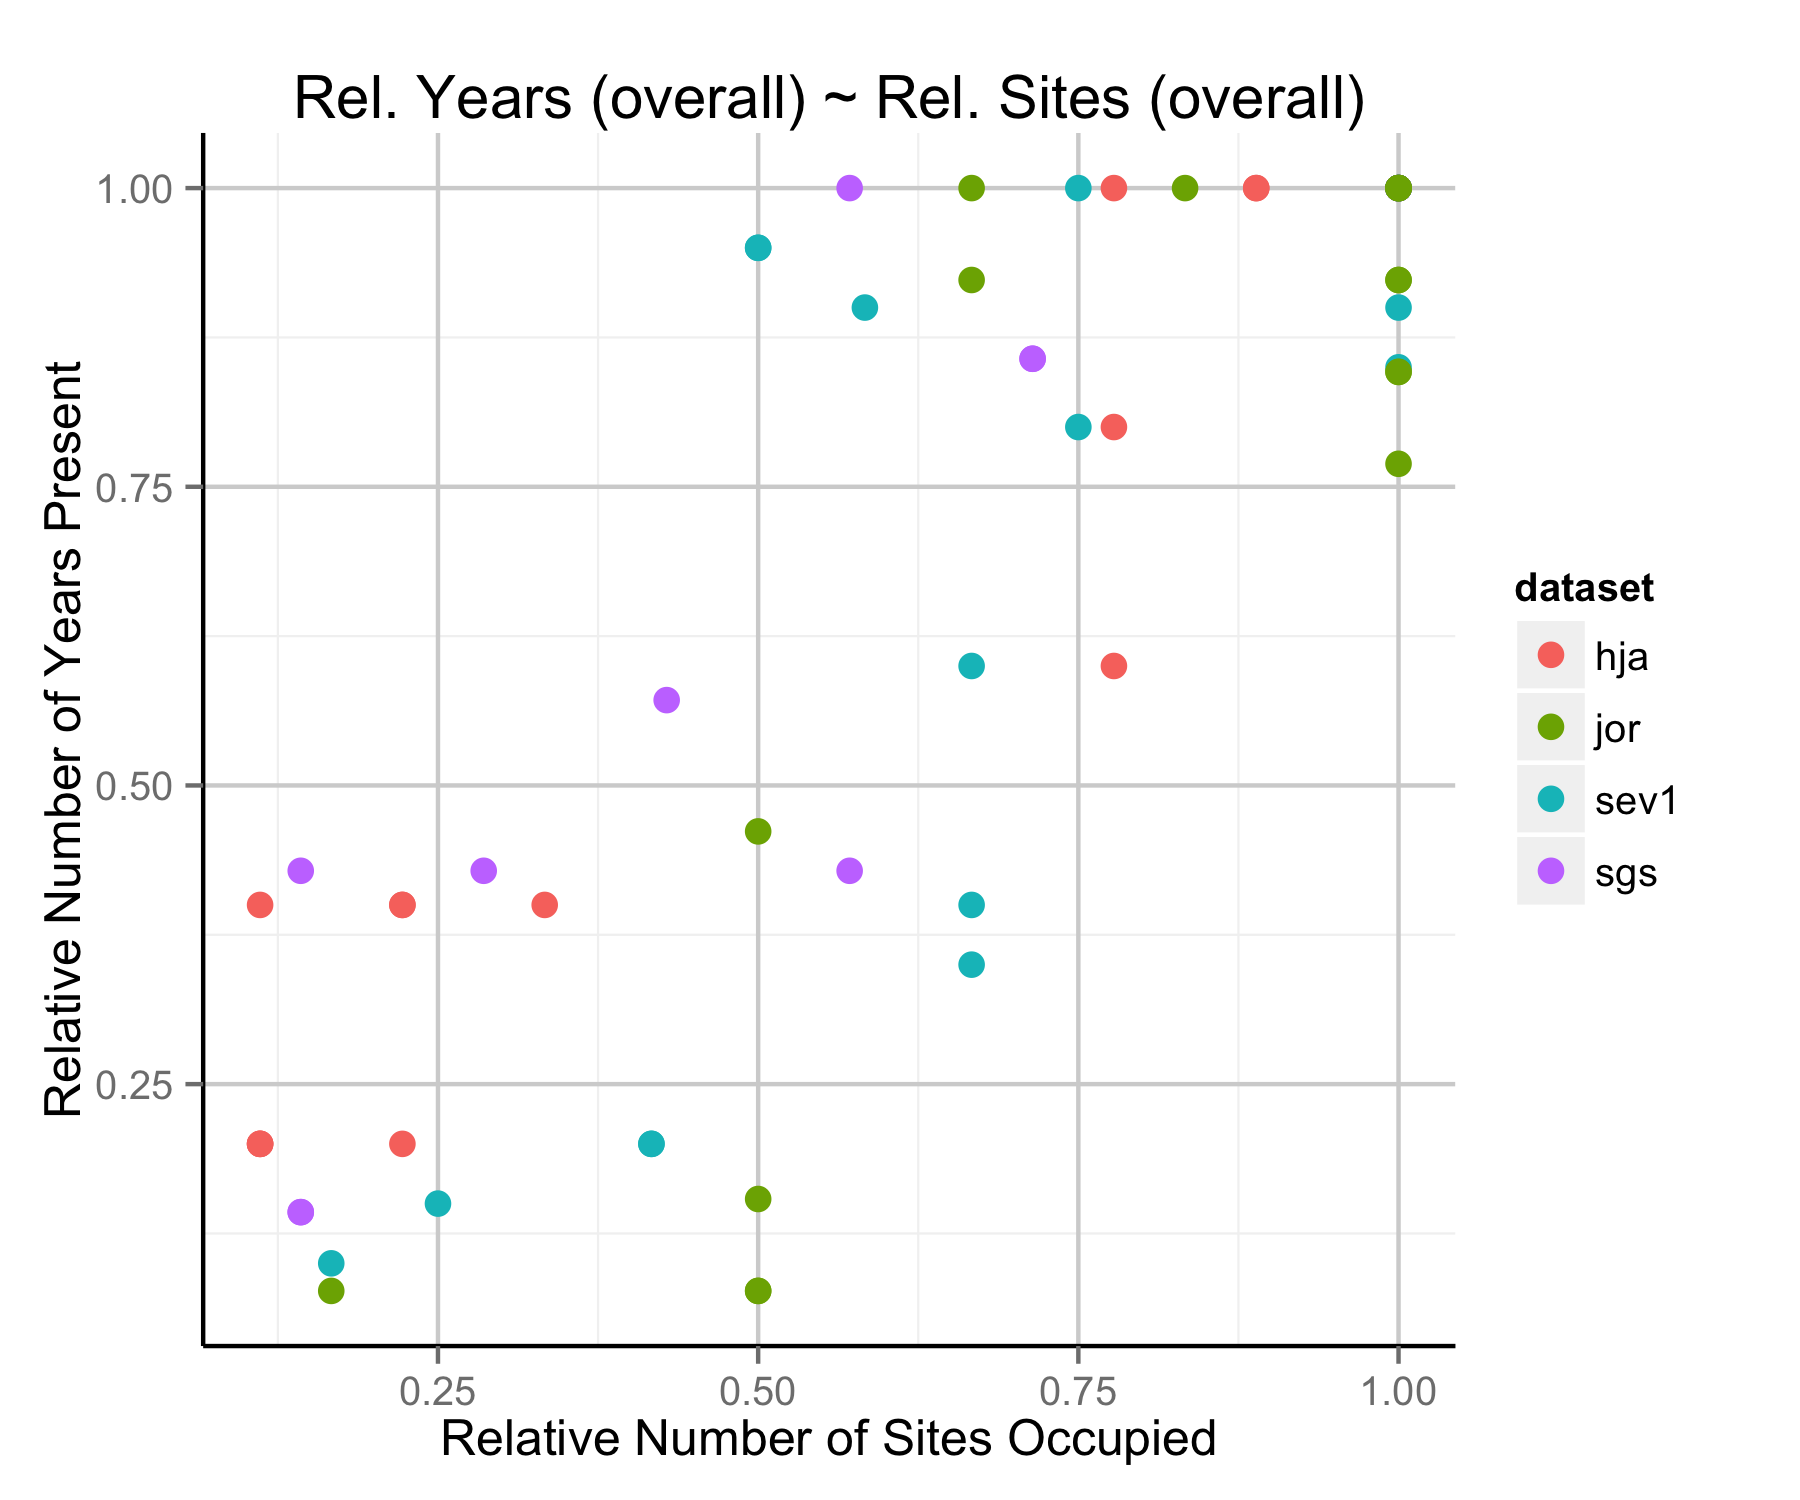 Rel. Years (overall) ~ Rel. Sites (overall)
Relative Number of Years Present
1.00
0.75
0.50
0.25
0.25 0.50 0.75 1.00
Relative Number of Sites Occupied
dataset
hja
jor
sev1
sgs